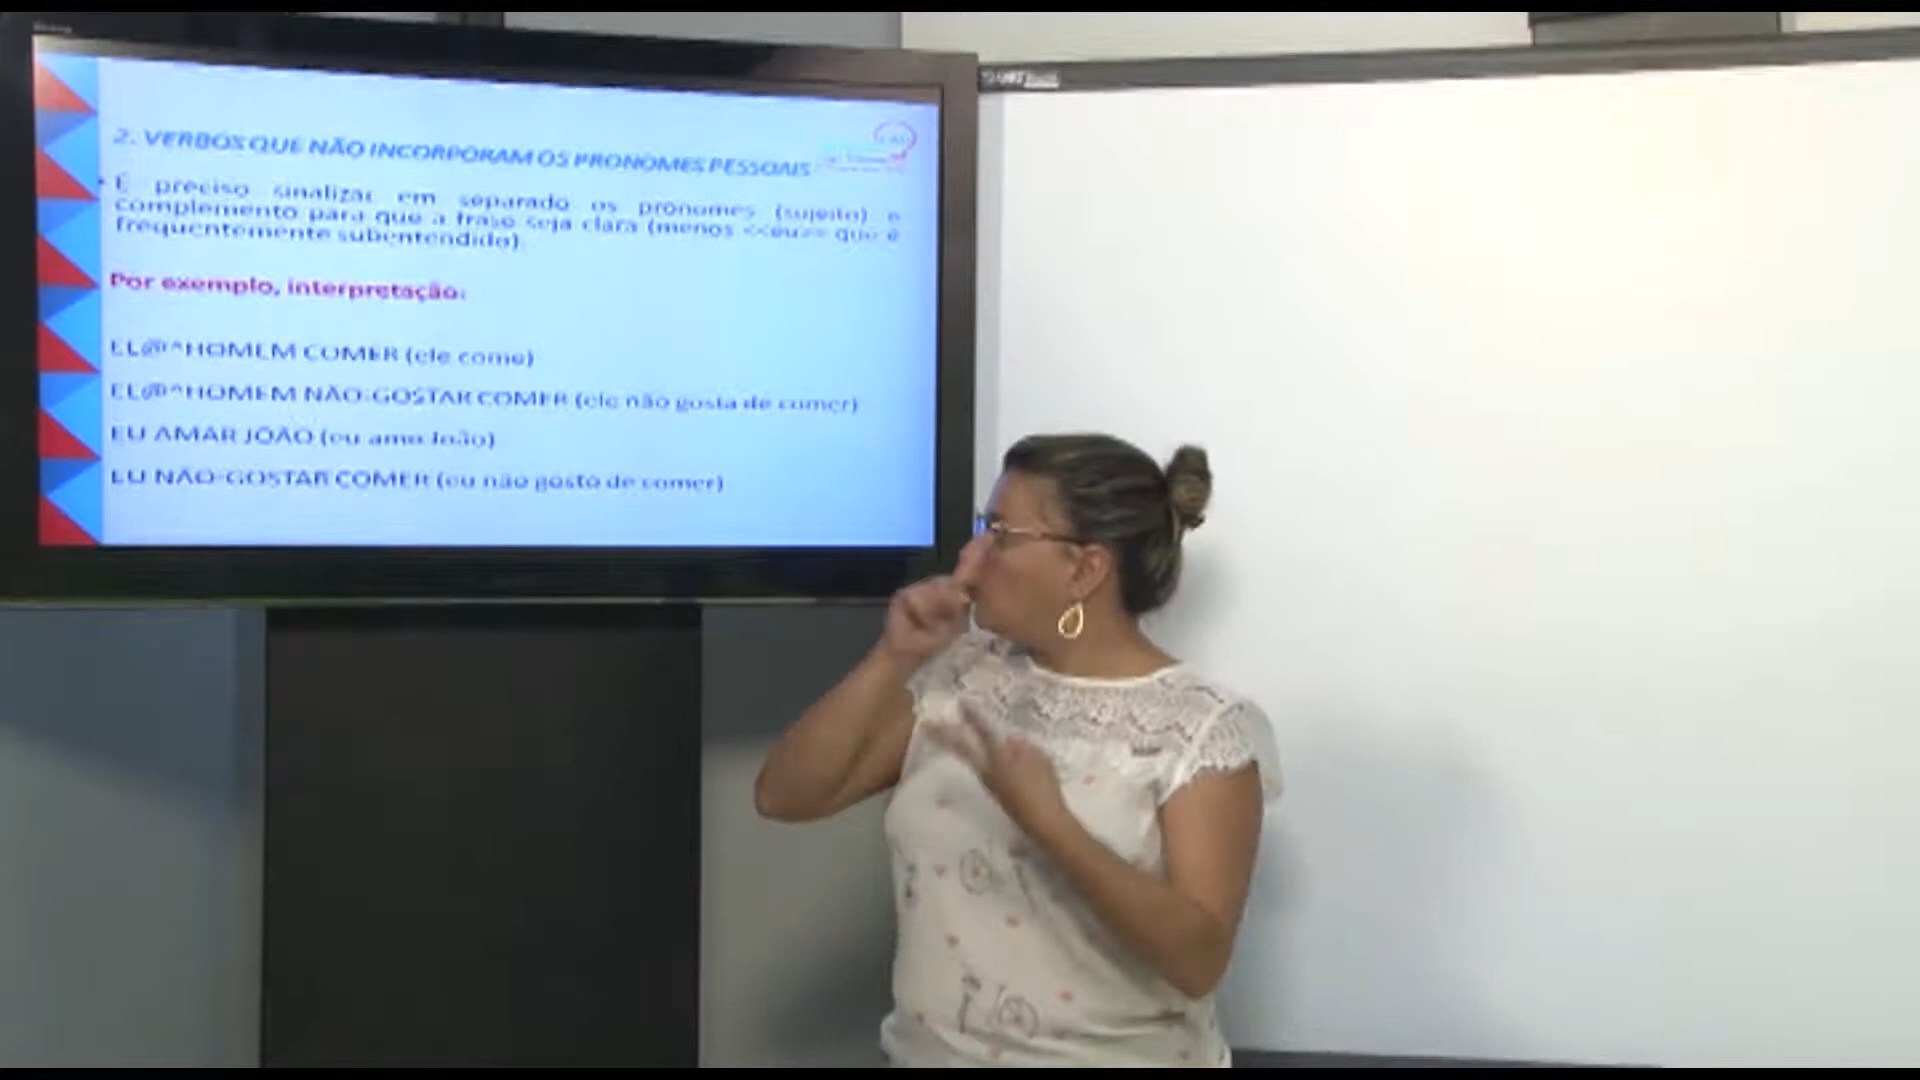 2. VERBOS QUE NÃO INCORPORAM OS PRONOMES PESSOAIS
• É preciso sinalizar em separado os pronomes (sujeito) e
complemento para que a frase seja clara (menos <<eu>> que é
frequentemente subentendido).
Por exemplo, interpretação:
EL@^HOMEM COMER (ele come)
EL@^HOMEM NÃO-GOSTAR COMER (ele não gosta de comer)
EU AMAR JOÃO (eu amo João)
EU NÃO-GOSTAR COMER (eu não gosto de comer)
SMART